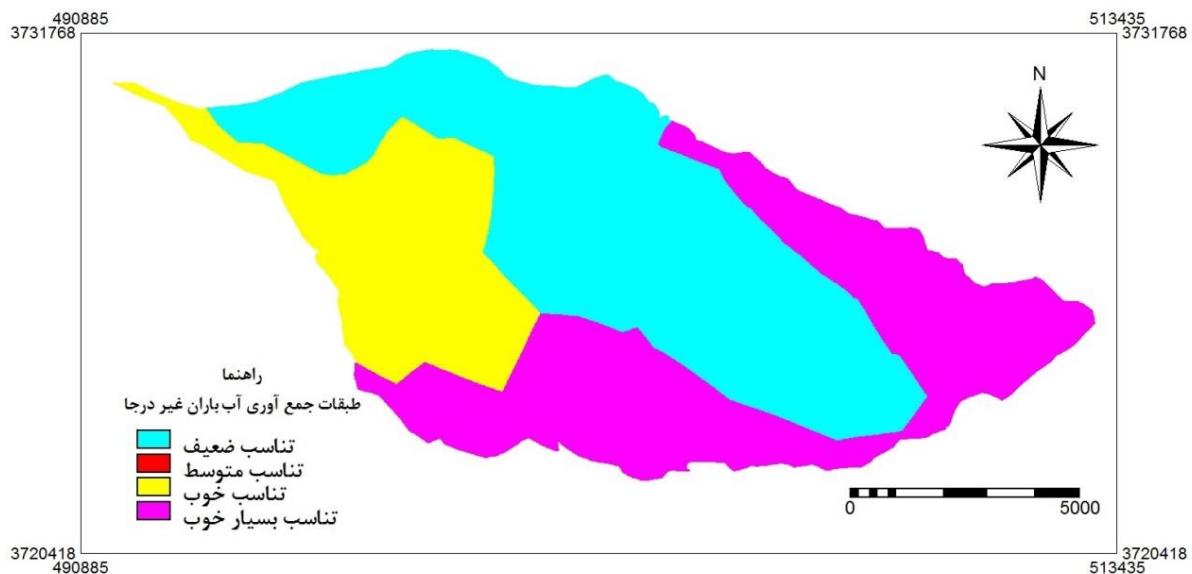 490885 513435
3731768 3731768
N
راهنما
طبقات جمع آوری آب باران غیر درجا
تناسب ضعیف
تناسب متوسط
تناسب خوب
تناسب بسیار خوب
0 5000
3720418 3720418
490885 513435